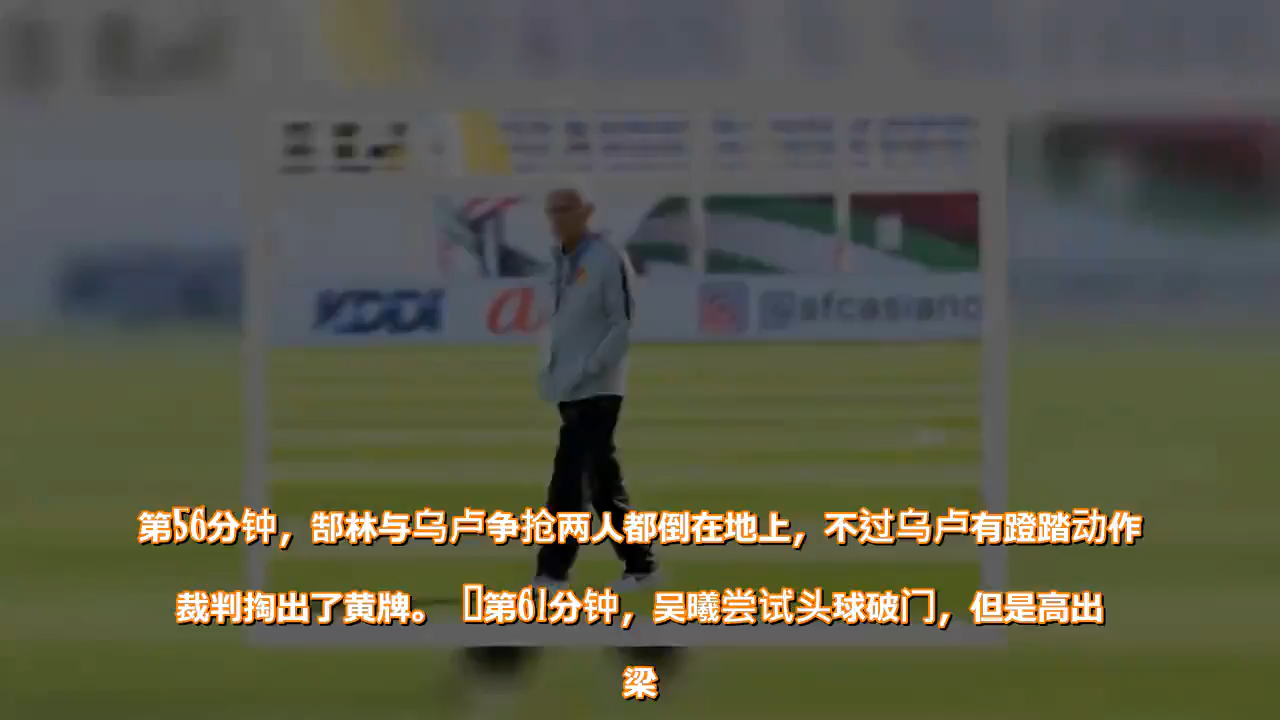 KDDI
a
@afcasianc
第56分钟，郜林与乌卢争抢两人都倒在地上，不过乌卢有蹬踏动作
裁判掏出了黄牌。 第61分钟，吴曦尝试头球破门，但是高出
梁